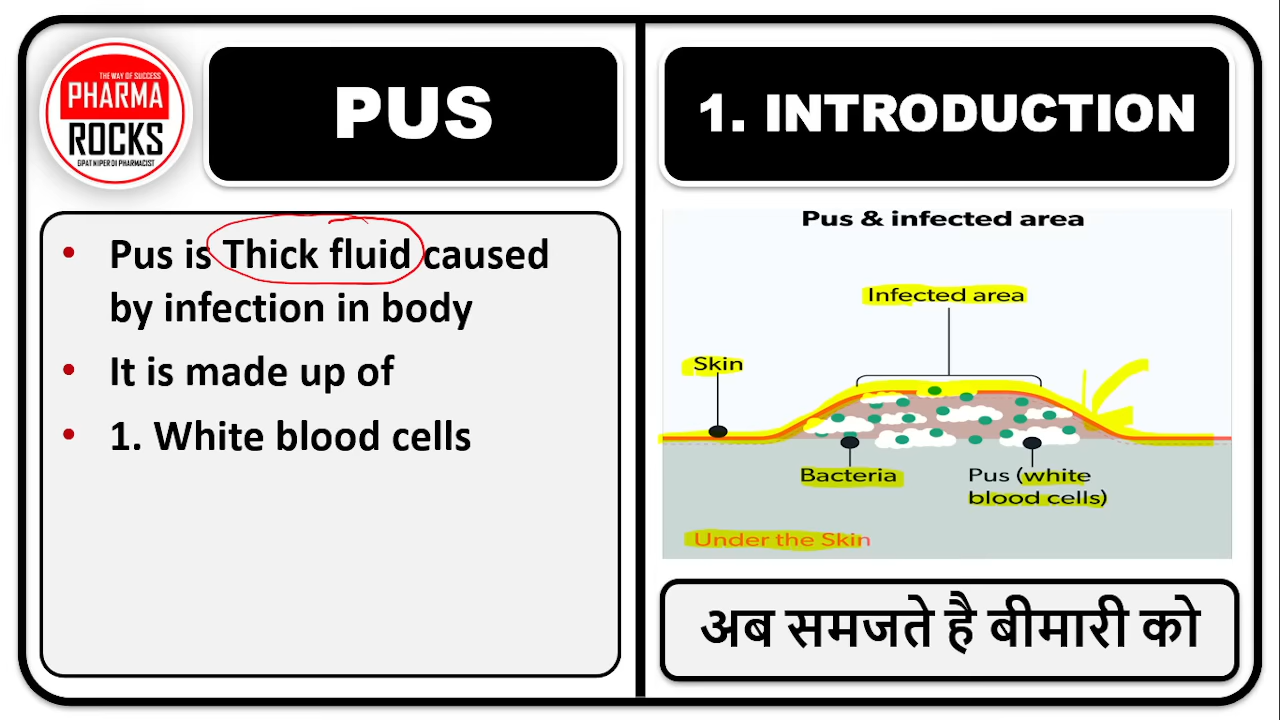 THE WAY OF SUCCESS
PHARMA
ROCKS
GPAT NIPER DI PHARMACIST
PUS
• Pus is Thick fluid caused
by infection in body
• It is made up of
• 1. White blood cells
1. INTRODUCTION
Pus & infected area
Infected area
Skin
Bacteria
Pus (white
blood cells)
Under the Skin
अब समजते है बीमारी को